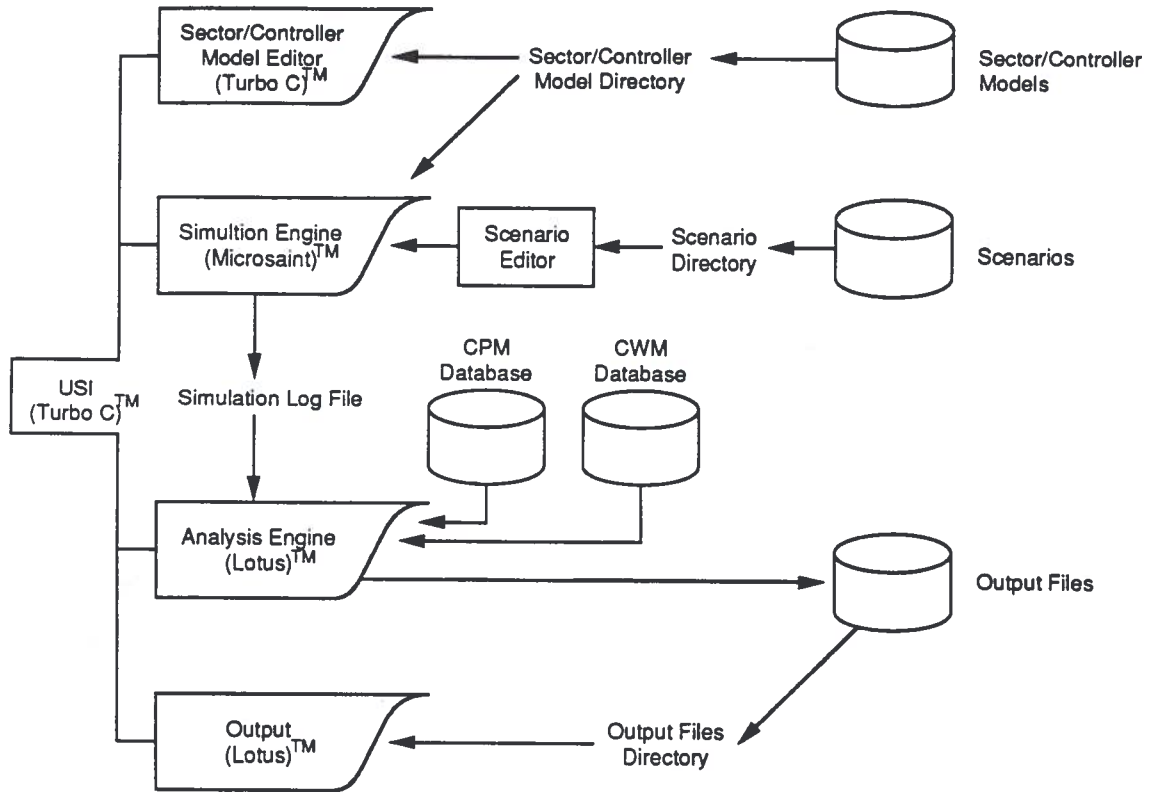 Sector/Controller
Model Editor
(Turbo C)TM
Sector/Controller
Model Directory
Sector/Controller
Models
Simultion Engine
(Microsaint)TM
Scenario
Editor
Scenario
Directory
Scenarios
CPM
Database
CWM
Database
USI
(Turbo C)TM
Simulation Log File
Analysis Engine
(Lotus)TM
Output Files
Output
(Lotus)TM
Output Files
Directory